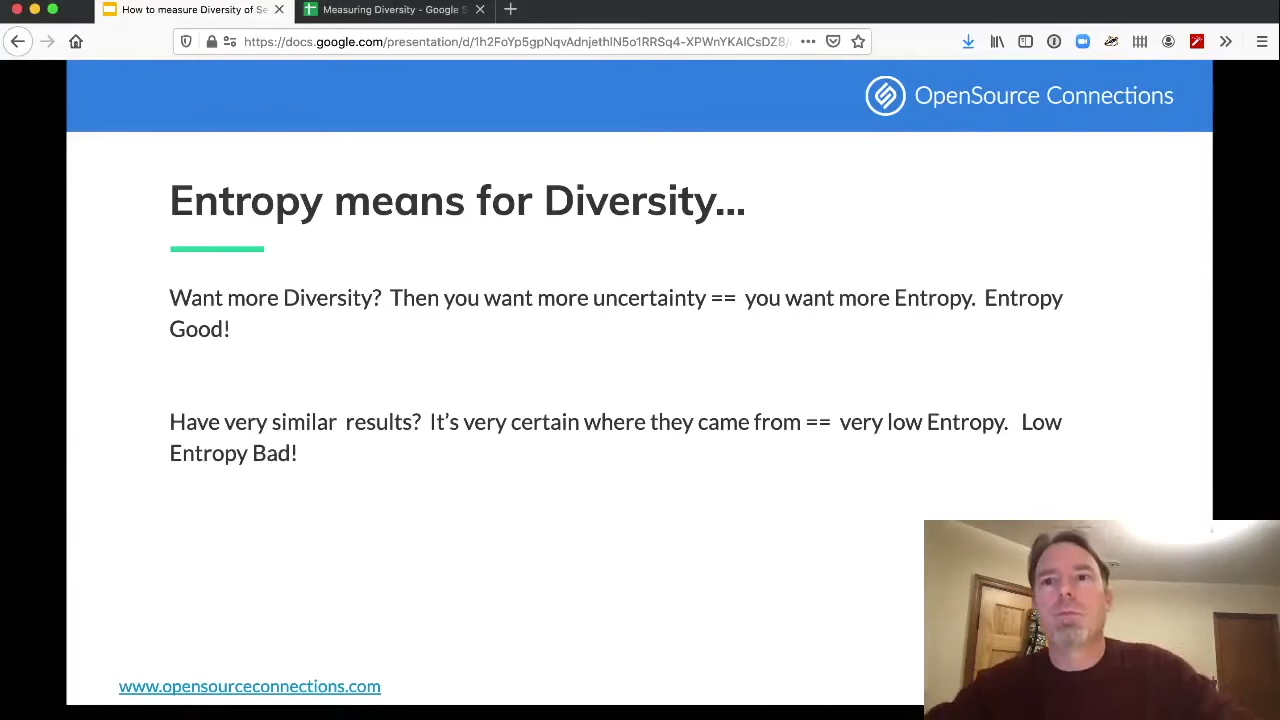 How to measure Diversity of Se
Measuring Diversity - Google S
https://docs.google.com/presentation/d/1h2FoYp5gpNqvAdnjethIN5o1RRSq4-XPWnYKAlCsDZ8/
OpenSource Connections
Entropy means for Diversity...
Want more Diversity? Then you want more uncertainty == you want more Entropy. Entropy
Good!
Have very similar results? It's very certain where they came from == very low Entropy. Low
Entropy Bad!
www.opensourceconnections.com